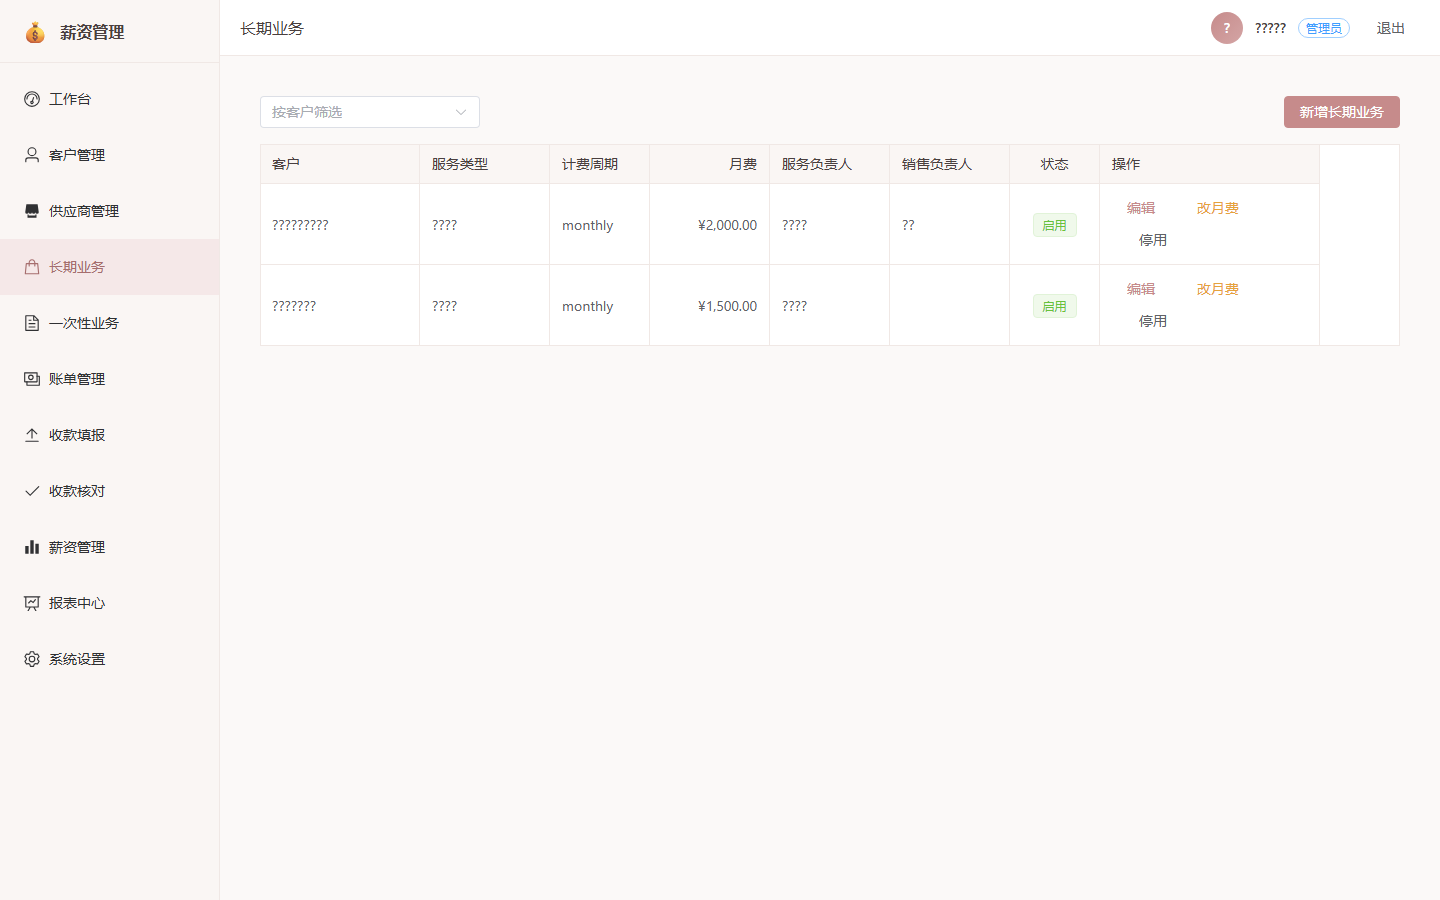 薪资管理
长期业务
?
?????
管理员
退出
工作台
客户管理
供应商管理
长期业务
一次性业务
账单管理
收款填报
收款核对
薪资管理
报表中心
系统设置
按客户筛选
新增长期业务
客户 服务类型 计费周期 月费 服务负责人 销售负责人 状态 操作
????????? ???? monthly ¥2,000.00 ???? ?? 启用 编辑 改月费
停用
??????? ???? monthly ¥1,500.00 ???? 启用 编辑 改月费
停用